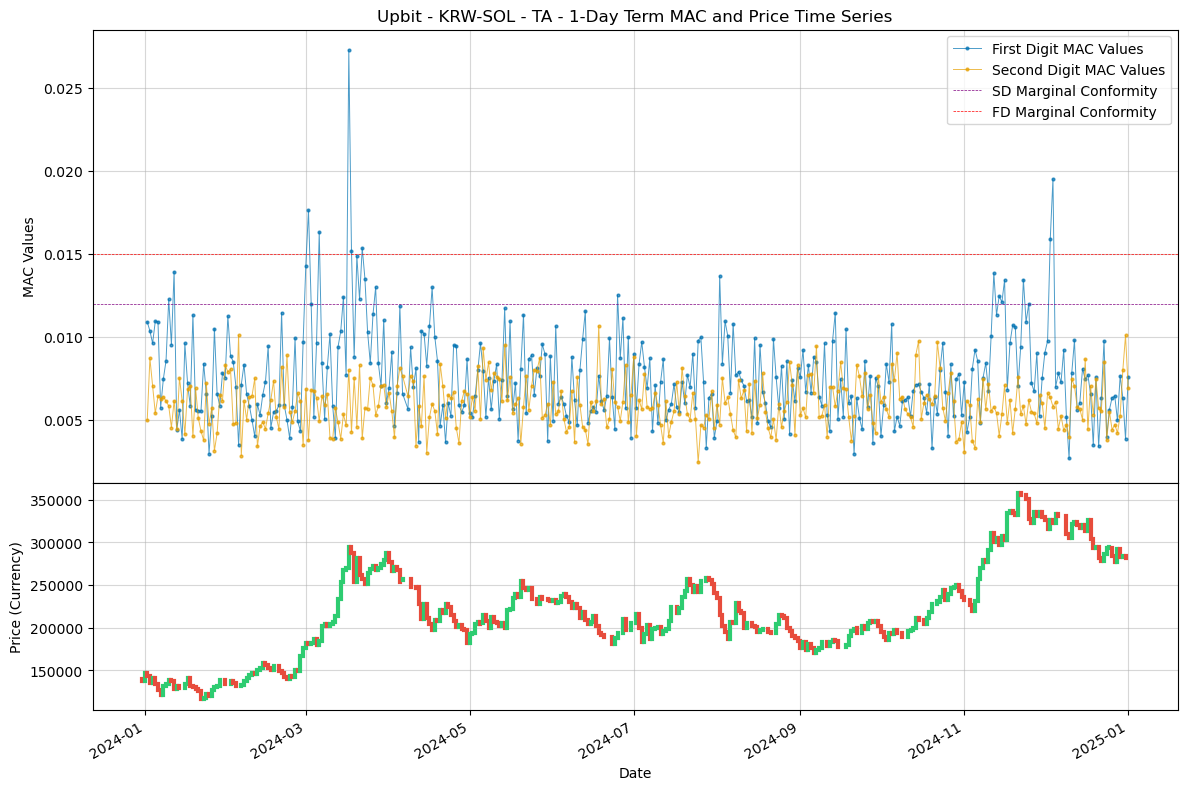 Upbit - KRW-SOL - TA - 1-Day Term MAC and Price Time Series
First Digit MAC Values
Second Digit MAC Values
SD Marginal Conformity
FD Marginal Conformity
MAC Values
0.025
0.020
0.015
0.010
0.005
Price (Currency)
350000
300000
250000
200000
150000
2024-01
2024-03
2024-05
2024-07
2024-09
2024-11
2025-01
Date